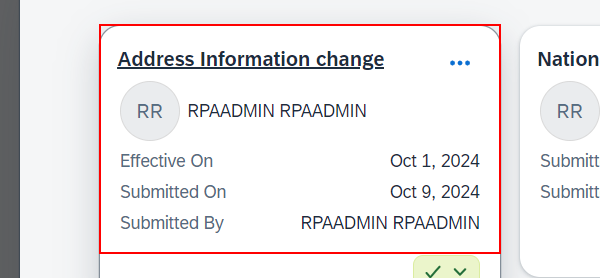 Address Information change
RR
RPAADMIN RPAADMIN
Effective On Oct 1, 2024
Submitted On Oct 9, 2024
Submitted By RPAADMIN RPAADMIN
Nation
RR
Submitt
Submitt